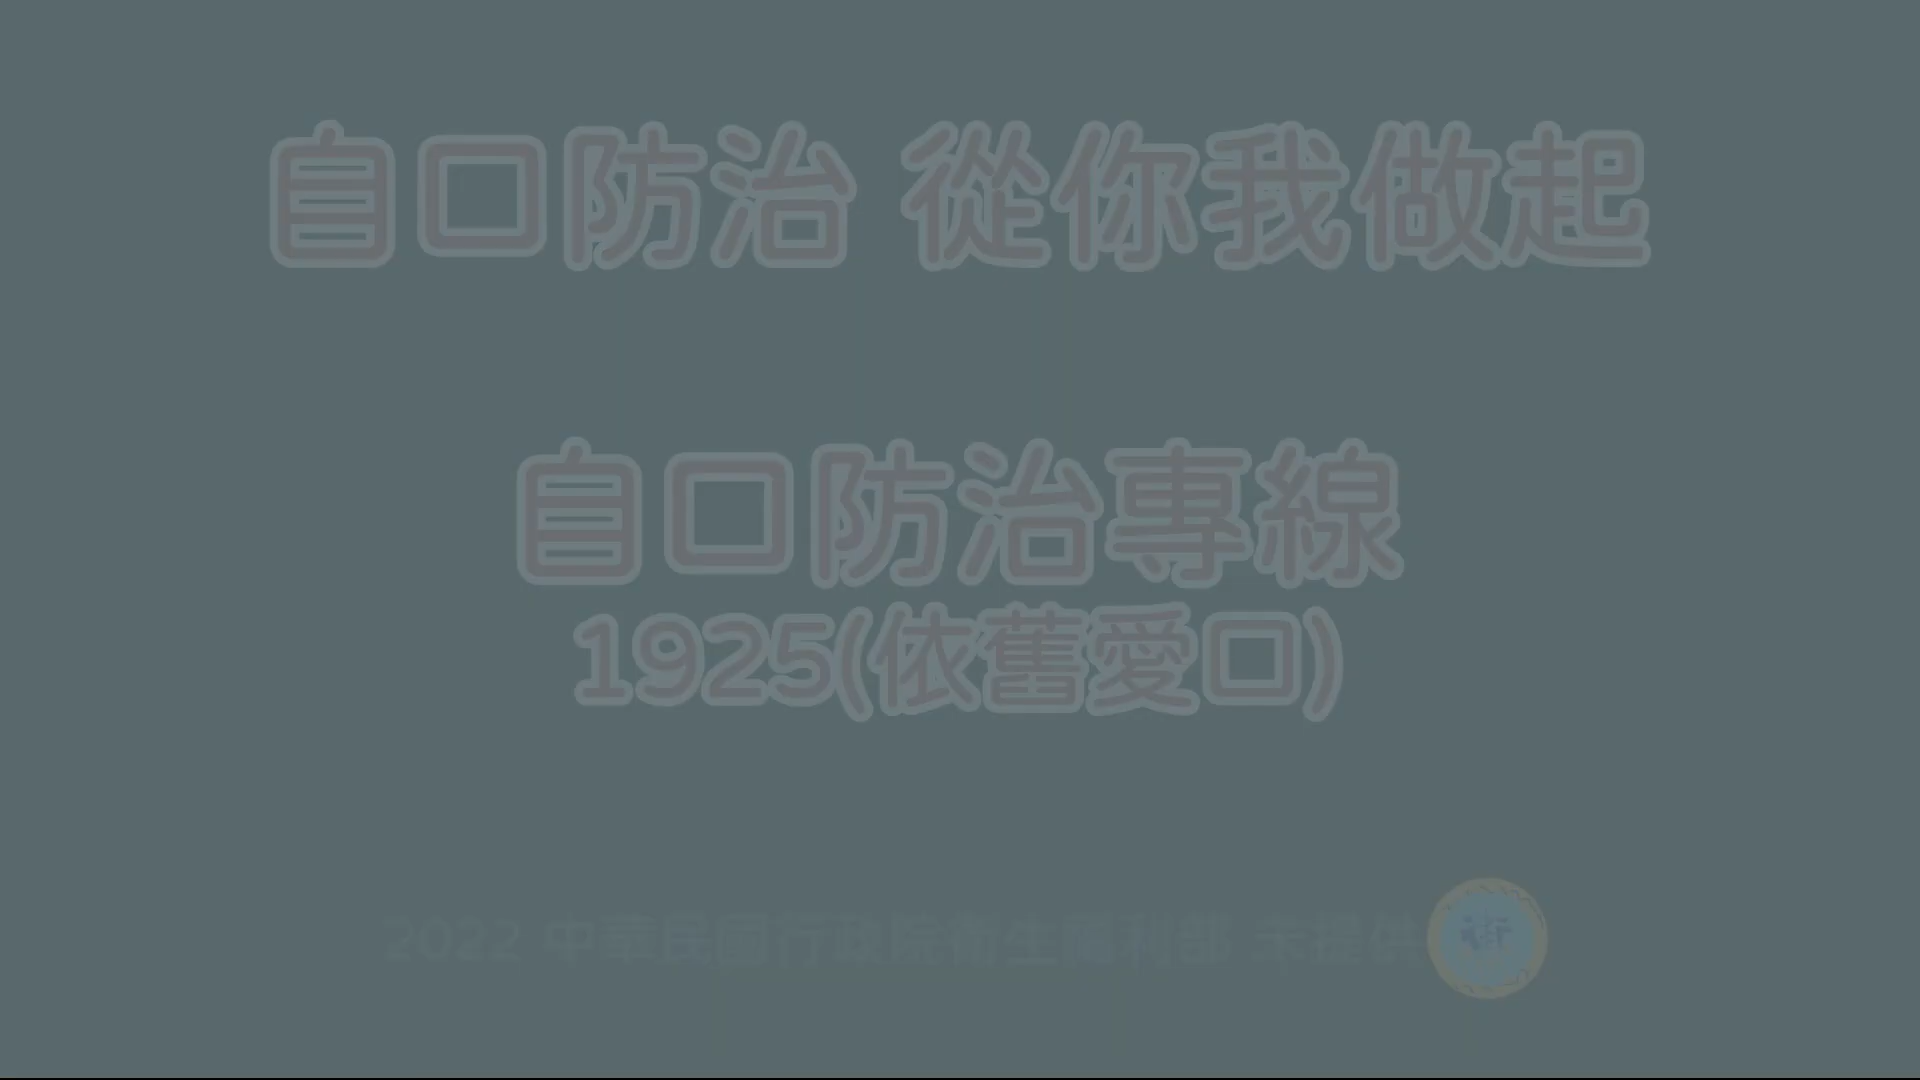 自口防治 從你我做起
自口防治專線
1925(依舊愛口)
2022 中華民國行政院衛生福利部 未提供